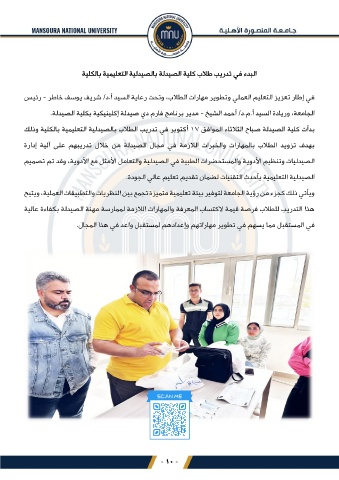 MANSOURA NATIONAL UNIVERSITY
جـامـعـة المنصورة الأهـلـيـة
البدء في تدريب طلاب كلية الصيدلة بالصيدلية التعليمية بالكلية
في إطار تعزيز التعليم العملي وتطوير مهارات الطلاب، وتحت رعاية السيد أ.د/ شريف يوسف خاطر - رئيس
الجامعة، وريادة السيد أ.م.د/ أحمد الشيخ - مدير برنامج فارم دي صيدلة إكلينيكية بكلية الصيدلة.
بدأت كلية الصيدلة صباح الثلاثاء الموافق ١٧ أكتوبر في تدريب الطلاب بالصيدلية التعليمية بالكلية وذلك
بهدف تزويد الطلاب بالمهارات والخبرات اللازمة في مجال الصيدلة من خلال تدريبهم على آلية إدارة
الصيدليات وتنظيم الأدوية والمستحضرات الطبية في الصيدلية والتعامل الأمثل مع الأدوية، وقد تم تصميم
الصيدلية التعليمية بأحدث التقنيات لضمان تقديم تعليم عالي الجودة.
ويأتي ذلك كجزء من رؤية الجامعة لتوفير بيئة تعليمية متميزة تجمع بين النظريات والتطبيقات العملية، ويتيح
هذا التدريب للطلاب فرصة قيمة لاكتساب المعرفة والمهارات اللازمة لممارسة مهنة الصيدلة بكفاءة عالية
في المستقبل مما يسهم في تطوير مهاراتهم وإعدادهم لمستقبل واعد في هذا المجال.
SCAN ME
- ١٠ -